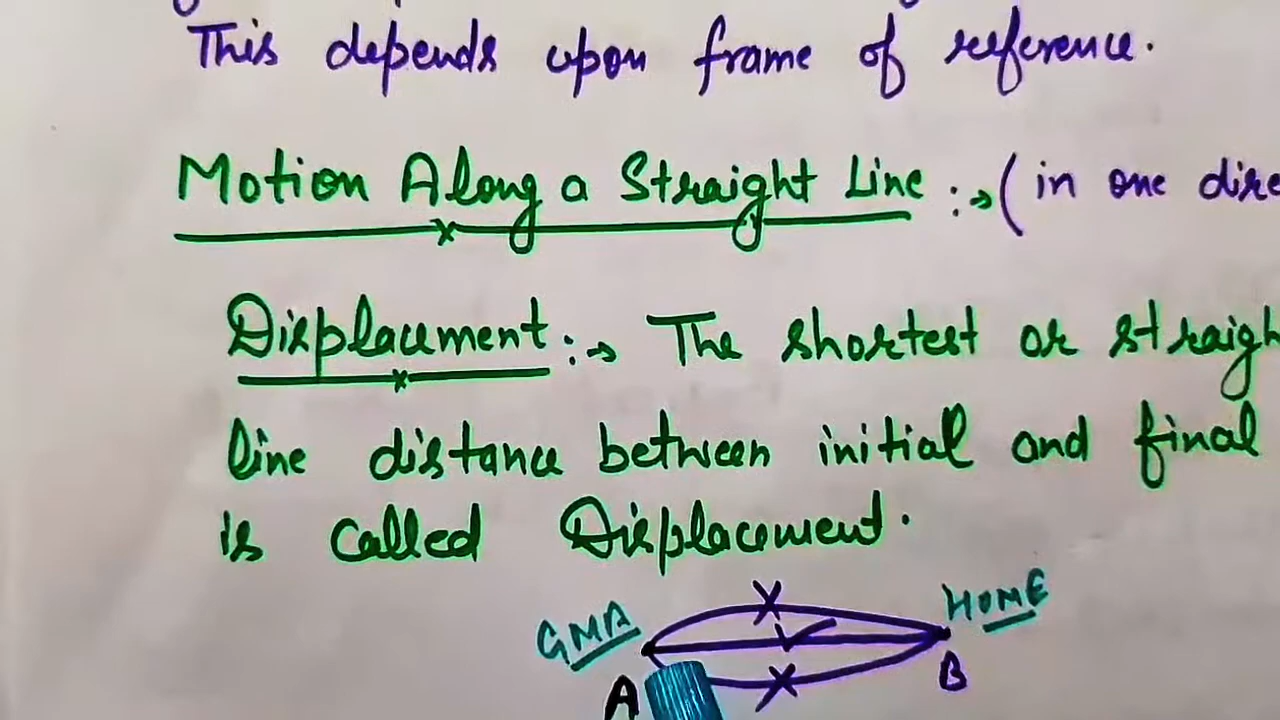 This depends upon frame of reference.
Motion Along a Straight Line :→ (in one dire
Displacement :→ The shortest or straigh
line distance between initial and final
is called Displacement.
GMA HOME
A B